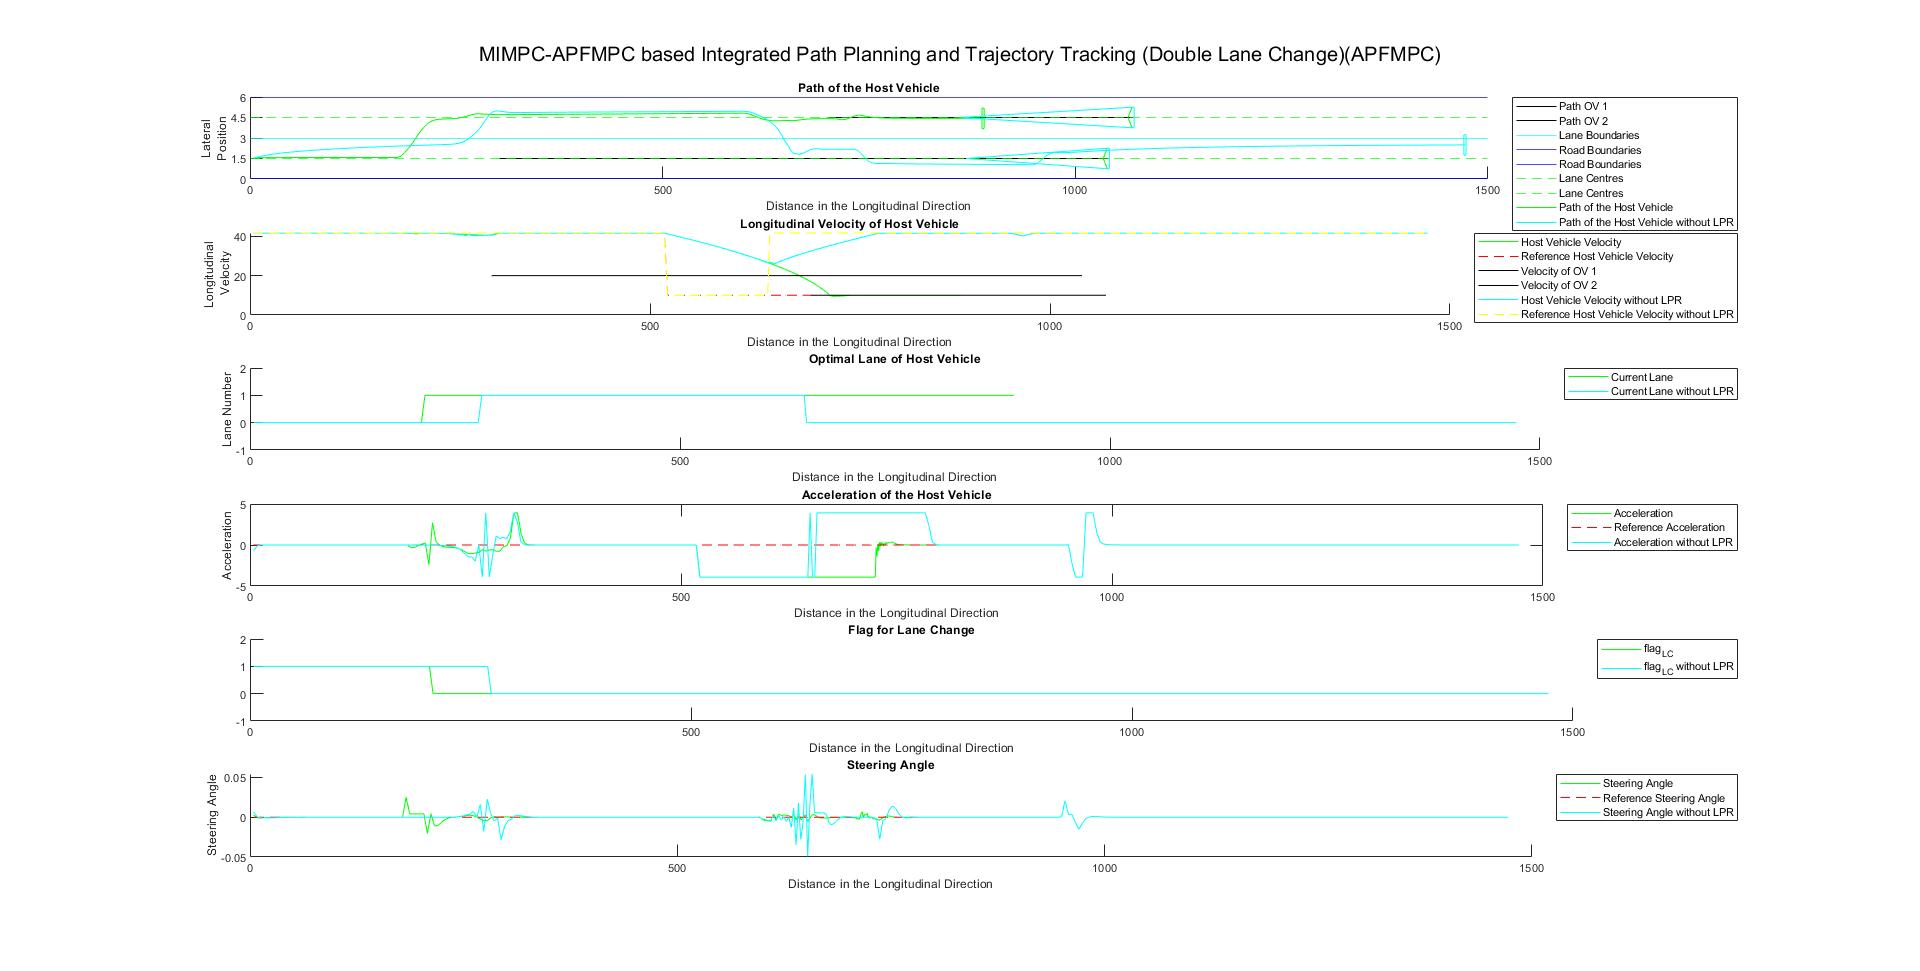 MIMPC-APFMPC based Integrated Path Planning and Trajectory Tracking (Double Lane Change)(APFMPC)
Path of the Host Vehicle
Lateral
Position
6
4.5
3
1.5
0
0
500
1000
1500
Distance in the Longitudinal Direction
Path OV 1
Path OV 2
Lane Boundaries
Road Boundaries
Road Boundaries
Lane Centres
Lane Centres
Path of the Host Vehicle
Path of the Host Vehicle without LPR
Longitudinal Velocity of Host Vehicle
Longitudinal
Velocity
40
20
0
0
500
1000
1500
Distance in the Longitudinal Direction
Host Vehicle Velocity
Reference Host Vehicle Velocity
Velocity of OV 1
Velocity of OV 2
Host Vehicle Velocity without LPR
Reference Host Vehicle Velocity without LPR
Optimal Lane of Host Vehicle
Lane Number
2
1
0
-1
0
500
1000
1500
Distance in the Longitudinal Direction
Current Lane
Current Lane without LPR
Acceleration of the Host Vehicle
Acceleration
5
0
-5
0
500
1000
1500
Distance in the Longitudinal Direction
Acceleration
Reference Acceleration
Acceleration without LPR
Flag for Lane Change
2
1
0
-1
0
500
1000
1500
Distance in the Longitudinal Direction
flag LC
flag LC without LPR
Steering Angle
Steering Angle
0.05
0
-0.05
0
500
1000
1500
Distance in the Longitudinal Direction
Steering Angle
Reference Steering Angle
Steering Angle without LPR